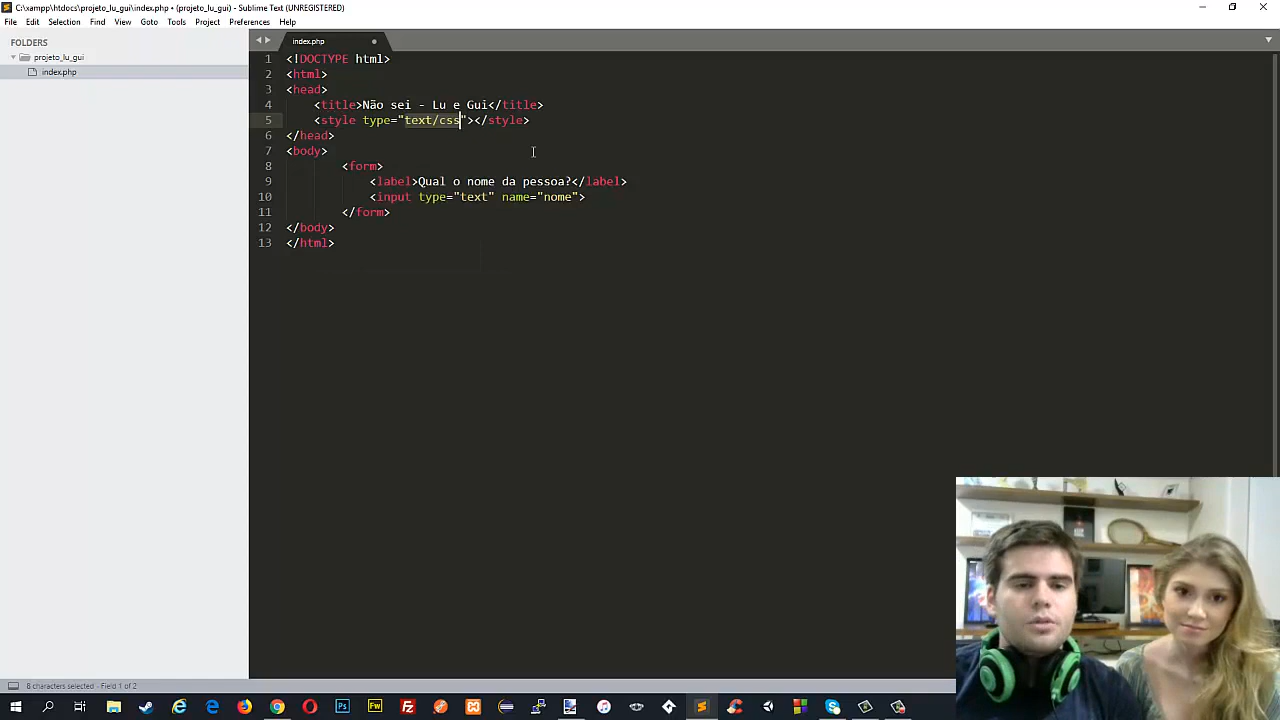 C:\xampp\htdocs\projeto_lu_gui\index.php • (projeto_lu_gui) - Sublime Text (UNREGISTERED)
File Edit Selection Find View Goto Tools Project Preferences Help
FOLDERS
projeto_lu_gui
index.php
index.php
1 <!DOCTYPE html>
2 <html>
3 <head>
4 <title>Não sei - Lu e Gui</title>
5 <style type="text/css"></style>
6 </head>
7 <body>
8 <form>
9 <label>Qual o nome da pessoa?</label>
10 <input type="text" name="nome">
11 </form>
12 </body>
13 </html>
8 characters selected - Field 1 of 2